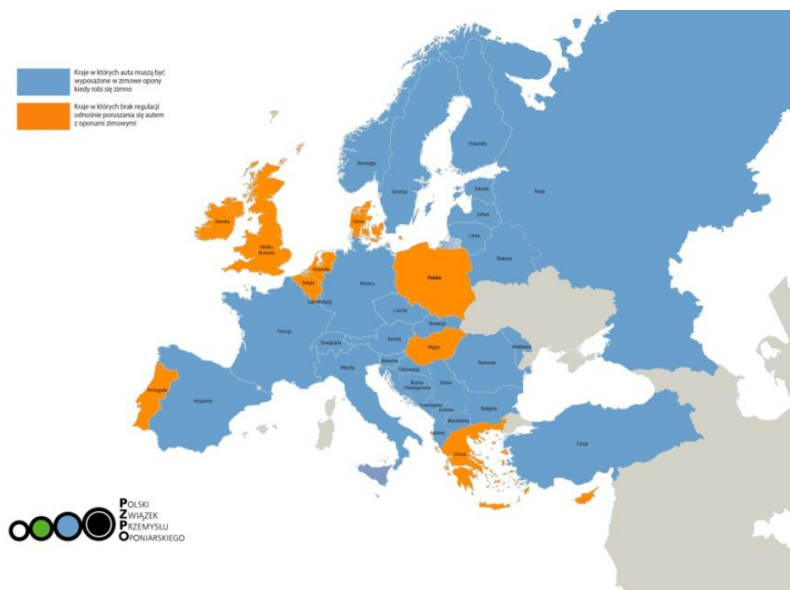 Kraje w których auta muszą być
wyposażone w zimowe opony
kiedy robi się zimno
Kraje w których brak regulacji
odnośnie poruszania się autem
z oponami zimowymi
Finlandia
Norwegia
Szwecja
Estonia
Rosja
Łotwa
Litwa
Dania
Irlandia
Wielka
Brytania
Białoruś
Holandia
Polska
Belgia
Niemcy
Luxemburg
Czechy
Słowacja
Francja
Austria
Węgry
Szwajcaria
Mołdawia
Słowenia
Rumunia
Włochy
Chorwacja
Bośnia
i Hercegowina
Serbia
Portugalia
Hiszpania
Czarnogóra
Kosowo
Bułgaria
Macedonia
Albania
Grecja
Turcja
POLSKI
ZWIĄZEK
PRZEMYSŁU
OPONIARSKIEGO